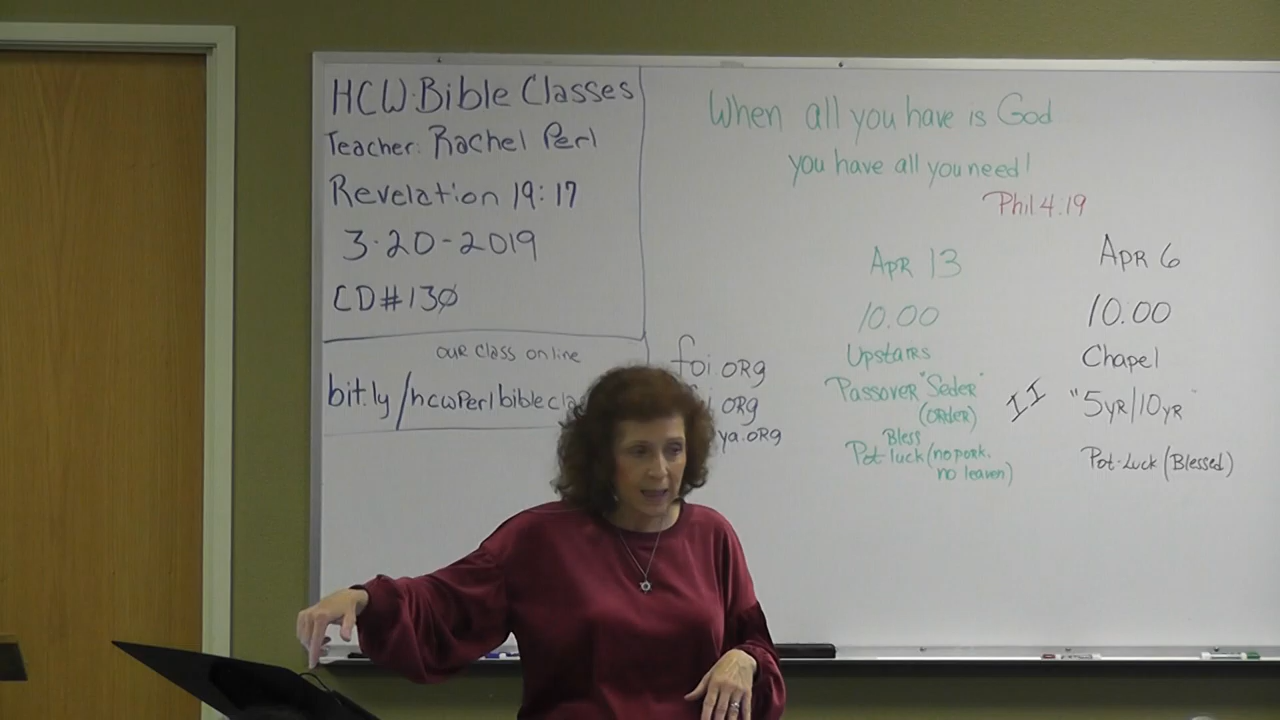 HCW Bible Classes
Teacher: Rachel Perl
Revelation 19:17
3-20-2019
CD#130
our class online
bit.ly/hcwPerlbiblecla
foi.org
.org
ya.org
When all you have is God
you have all you need!
Phil.4.19
Apr 13
10.00
Upstairs
Passover "Seder"
(order)
Bless
Pot luck (no pork,
no leaven)
II
Apr 6
10.00
Chapel
"5yr/10yr"
Pot-Luck (Blessed)